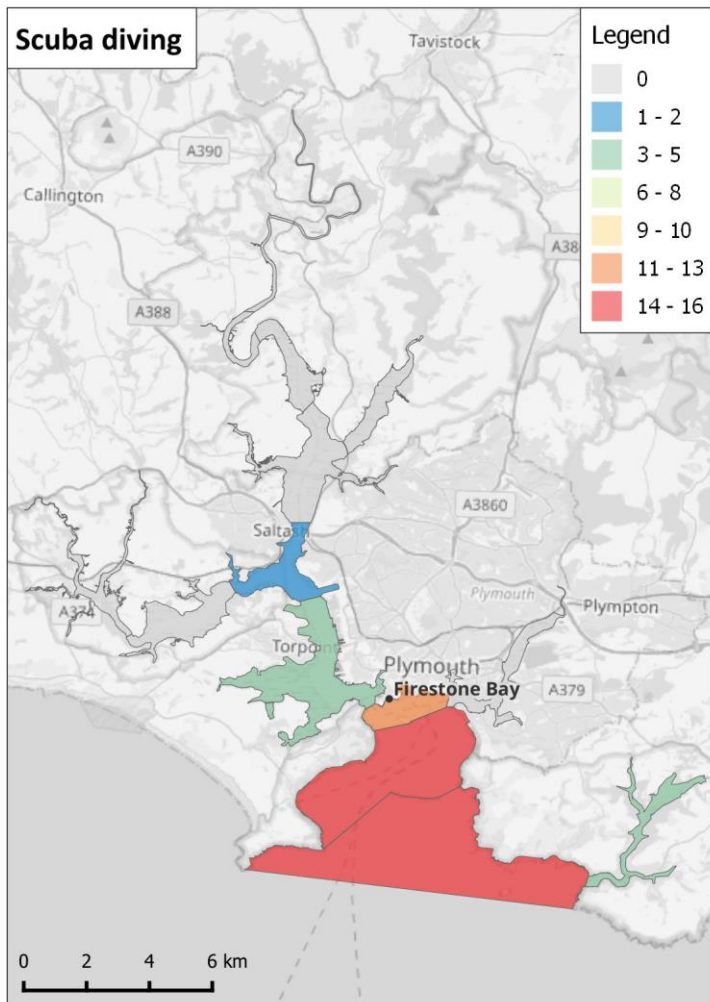 Scuba diving
Legend
0
1 - 2
3 - 5
6 - 8
9 - 10
11 - 13
14 - 16
Tavistock
A390
Callington
A38
A388
A3860
Saltash
Plymouth
Plympton
A374
Torpoint
Plymouth
Firestone Bay
A379
0 2 4 6 km